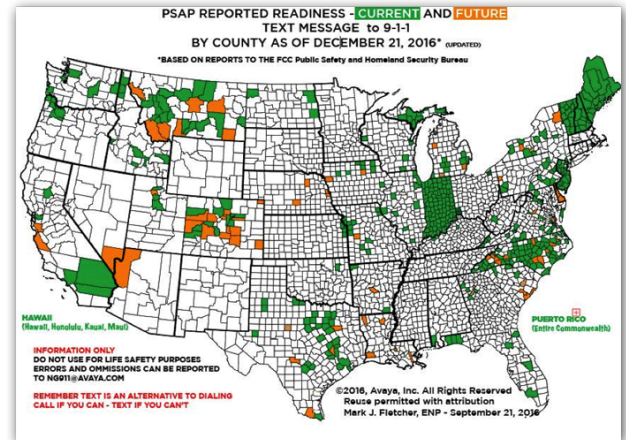 PSAP REPORTED READINESS - CURRENT AND FUTURE
TEXT MESSAGE to 9-1-1
BY COUNTY AS OF DECEMBER 21, 2016* (UPDATED)
*BASED ON REPORTS TO THE FCC Public Safety and Homeland Security Bureau
HAWAII
(Hawaii, Honolulu, Kauai, Maui)
PUERTO RICO
(Entire Commonwealth)
INFORMATION ONLY
DO NOT USE FOR LIFE SAFETY PURPOSES
ERRORS AND OMMISSIONS CAN BE REPORTED
TO NG911@AVAYA.COM
REMEMBER TEXT IS AN ALTERNATIVE TO DIALING
CALL IF YOU CAN - TEXT IF YOU CAN'T
©2016, Avaya, Inc. All Rights Reserved
Reuse permitted with attribution
Mark J. Fletcher, ENP - September 21, 2016